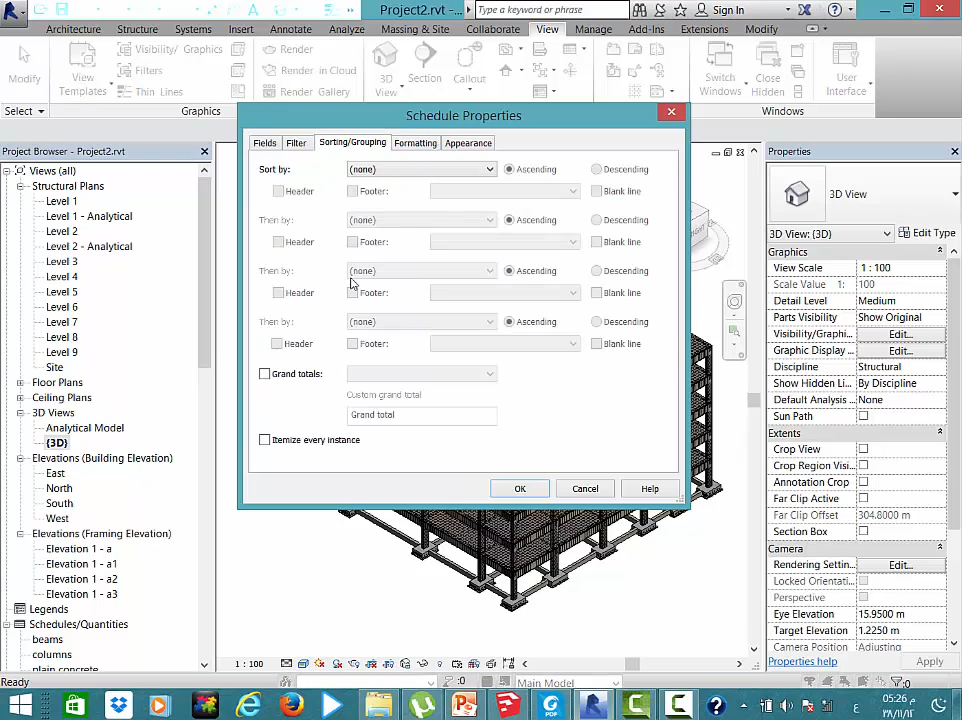 Project2.rvt -...
Type a keyword or phrase
Sign In
Architecture Structure Systems Insert Annotate Analyze Massing & Site Collaborate View Manage Add-Ins Extensions Modify
Modify
View
Templates
Visibility/ Graphics
Filters
Thin Lines
Render
Render in Cloud
Render Gallery
3D
View
Section
Callout
Switch
Windows
Close
Hidden
User
Interface
Select
Graphics
Windows
Project Browser - Project2.rvt
Views (all)
Structural Plans
Level 1
Level 1 - Analytical
Level 2
Level 2 - Analytical
Level 3
Level 4
Level 5
Level 6
Level 7
Level 8
Level 9
Site
Floor Plans
Ceiling Plans
3D Views
Analytical Model
{3D}
Elevations (Building Elevation)
East
North
South
West
Elevations (Framing Elevation)
Elevation 1 - a
Elevation 1 - a1
Elevation 1 - a2
Elevation 1 - a3
Legends
Schedules/Quantities
beams
columns
plain concrete
Schedule Properties
Fields Filter Sorting/Grouping Formatting Appearance
Sort by: (none) Ascending Descending
Header Footer: Blank line
Then by: (none) Ascending Descending
Header Footer: Blank line
Then by: (none) Ascending Descending
Header Footer: Blank line
Then by: (none) Ascending Descending
Header Footer: Blank line
Grand totals:
Custom grand total
Grand total
Itemize every instance
OK Cancel Help
RIGHT
Properties
3D View
3D View: {3D} Edit Type
Graphics
View Scale 1 : 100
Scale Value 1: 100
Detail Level Medium
Parts Visibility Show Original
Visibility/Graphi... Edit...
Graphic Display ... Edit...
Discipline Structural
Show Hidden Li... By Discipline
Default Analysis ... None
Sun Path
Extents
Crop View
Crop Region Visi...
Annotation Crop
Far Clip Active
Far Clip Offset 304.8000 m
Section Box
Camera
Rendering Settin... Edit...
Locked Orientati...
Perspective
Eye Elevation 15.9500 m
Target Elevation 1.2250 m
Camera Position Adjusting
Properties help Apply
1 : 100
Ready
:0
Main Model
:0
PDF
ع
05:26 م